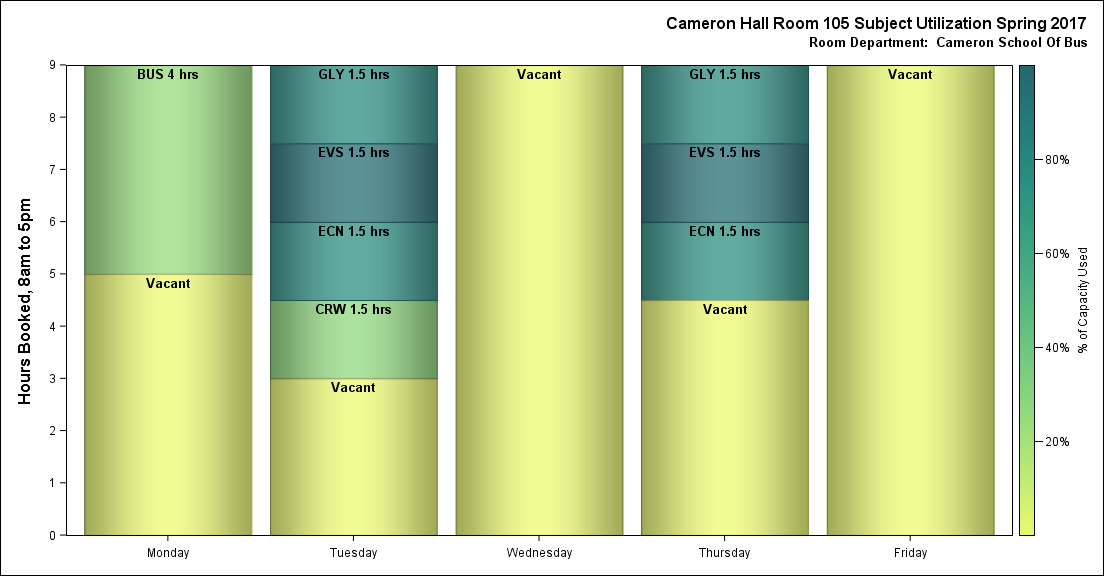 Cameron Hall Room 105 Subject Utilization Spring 2017
Room Department:  Cameron School Of Bus
Hours Booked, 8am to 5pm
9
8
7
6
5
4
3
2
1
0
BUS 4 hrs
Vacant
GLY 1.5 hrs
EVS 1.5 hrs
ECN 1.5 hrs
CRW 1.5 hrs
Vacant
Vacant
GLY 1.5 hrs
EVS 1.5 hrs
ECN 1.5 hrs
Vacant
Vacant
Monday
Tuesday
Wednesday
Thursday
Friday
80%
60%
40%
20%
% of Capacity Used